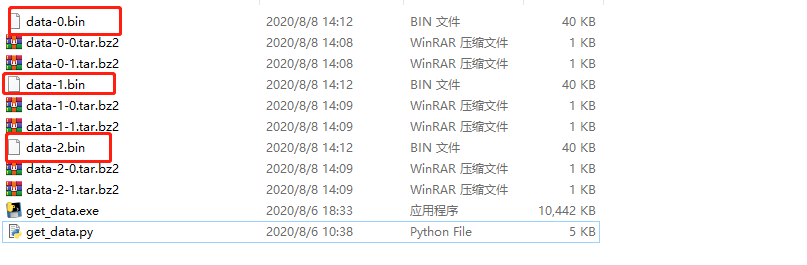 data-0.bin 2020/8/8 14:12 BIN 文件 40 KB
data-0-0.tar.bz2 2020/8/8 14:08 WinRAR 压缩文件 1 KB
data-0-1.tar.bz2 2020/8/8 14:08 WinRAR 压缩文件 1 KB
data-1.bin 2020/8/8 14:12 BIN 文件 40 KB
data-1-0.tar.bz2 2020/8/8 14:09 WinRAR 压缩文件 1 KB
data-1-1.tar.bz2 2020/8/8 14:09 WinRAR 压缩文件 1 KB
data-2.bin 2020/8/8 14:12 BIN 文件 40 KB
data-2-0.tar.bz2 2020/8/8 14:09 WinRAR 压缩文件 1 KB
data-2-1.tar.bz2 2020/8/8 14:09 WinRAR 压缩文件 1 KB
get_data.exe 2020/8/6 18:33 应用程序 10,442 KB
get_data.py 2020/8/6 10:38 Python File 5 KB